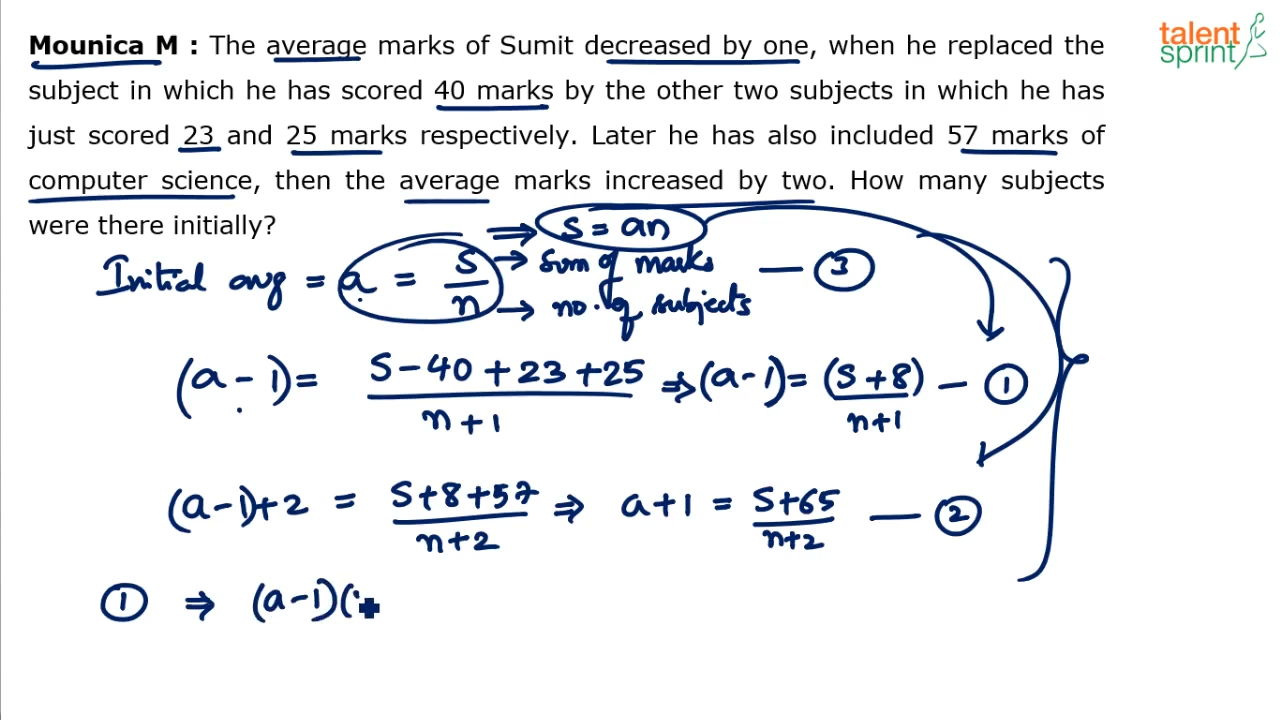 talent
sprint
Mounica M : The average marks of Sumit decreased by one, when he replaced the
subject in which he has scored 40 marks by the other two subjects in which he has
just scored 23 and 25 marks respectively. Later he has also included 57 marks of
computer science, then the average marks increased by two. How many subjects
were there initially?
⇒ S = an
Initial avg = a = S/n → Sum of marks — ③
→ no. of subjects
(a - 1) = (S - 40 + 23 + 25)/(n + 1) ⇒ (a - 1) = (S + 8)/(n+1) — ①
(a - 1)+2 = (S+8+57)/(n+2) ⇒ a+1 = (S+65)/(n+2) — ②
① ⇒ (a - 1)(